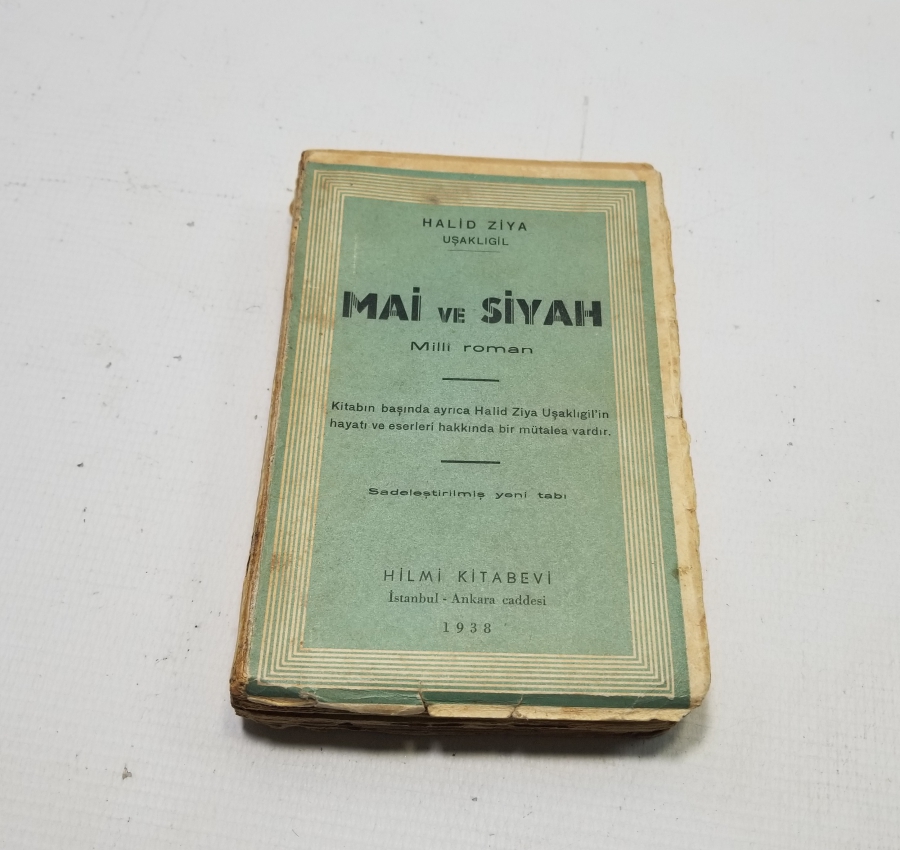 HALİD ZİYA
UŞAKLIGİL
MAİ VE SİYAH
Milli roman
Kitabın başında ayrıca Halid Ziya Uşaklıgil'in
hayatı ve eserleri hakkında bir mütalea vardır.
Sadeleştirilmiş yeni tabı
HİLMİ KİTABEVİ
İstanbul - Ankara caddesi
1938